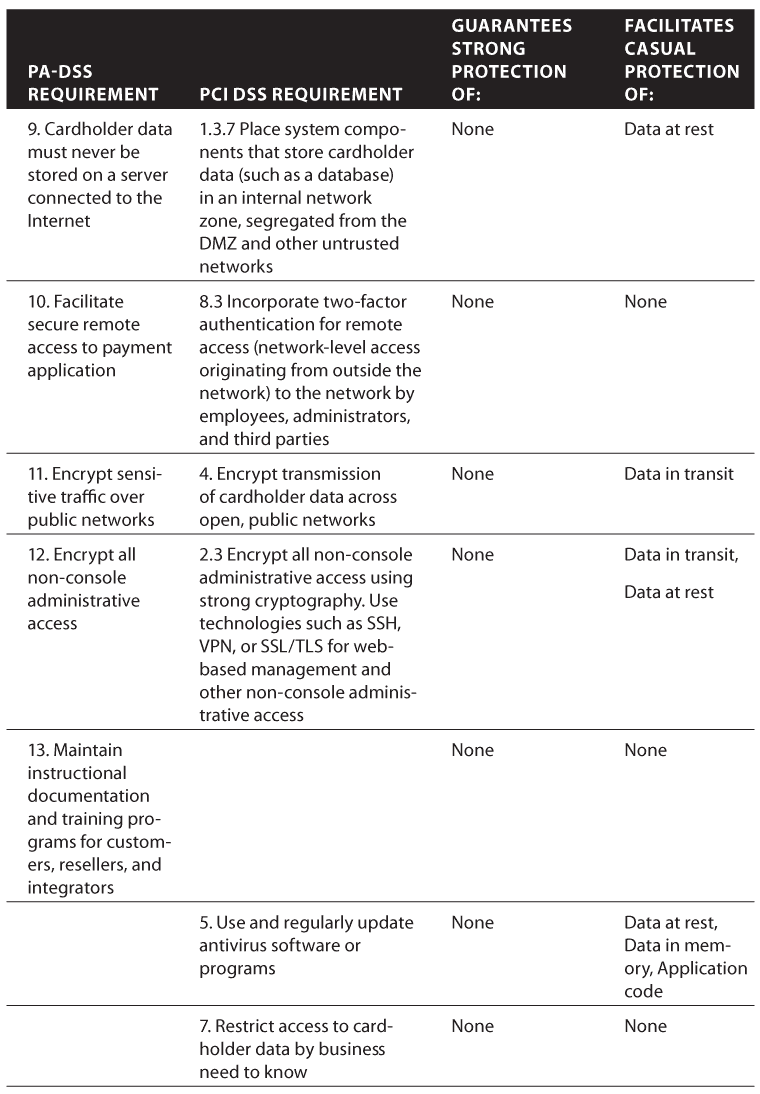 PA-DSS
REQUIREMENT
PCI DSS REQUIREMENT
GUARANTEES
STRONG
PROTECTION
OF:
FACILITATES
CASUAL
PROTECTION
OF:
9. Cardholder data
must never be
stored on a server
connected to the
Internet
1.3.7 Place system compo-
nents that store cardholder
data (such as a database)
in an internal network
zone, segregated from the
DMZ and other untrusted
networks
None
Data at rest
10. Facilitate
secure remote
access to payment
application
8.3 Incorporate two-factor
authentication for remote
access (network-level access
originating from outside the
network) to the network by
employees, administrators,
and third parties
None
None
11. Encrypt sensi-
tive traffic over
public networks
4. Encrypt transmission
of cardholder data across
open, public networks
None
Data in transit
12. Encrypt all
non-console
administrative
access
2.3 Encrypt all non-console
administrative access using
strong cryptography. Use
technologies such as SSH,
VPN, or SSL/TLS for web-
based management and
other non-console adminis-
trative access
None
Data in transit,
Data at rest
13. Maintain
instructional
documentation
and training pro-
grams for custom-
ers, resellers, and
integrators
None
None
5. Use and regularly update
antivirus software or
programs
None
Data at rest,
Data in mem-
ory, Application
code
7. Restrict access to card-
holder data by business
need to know
None
None